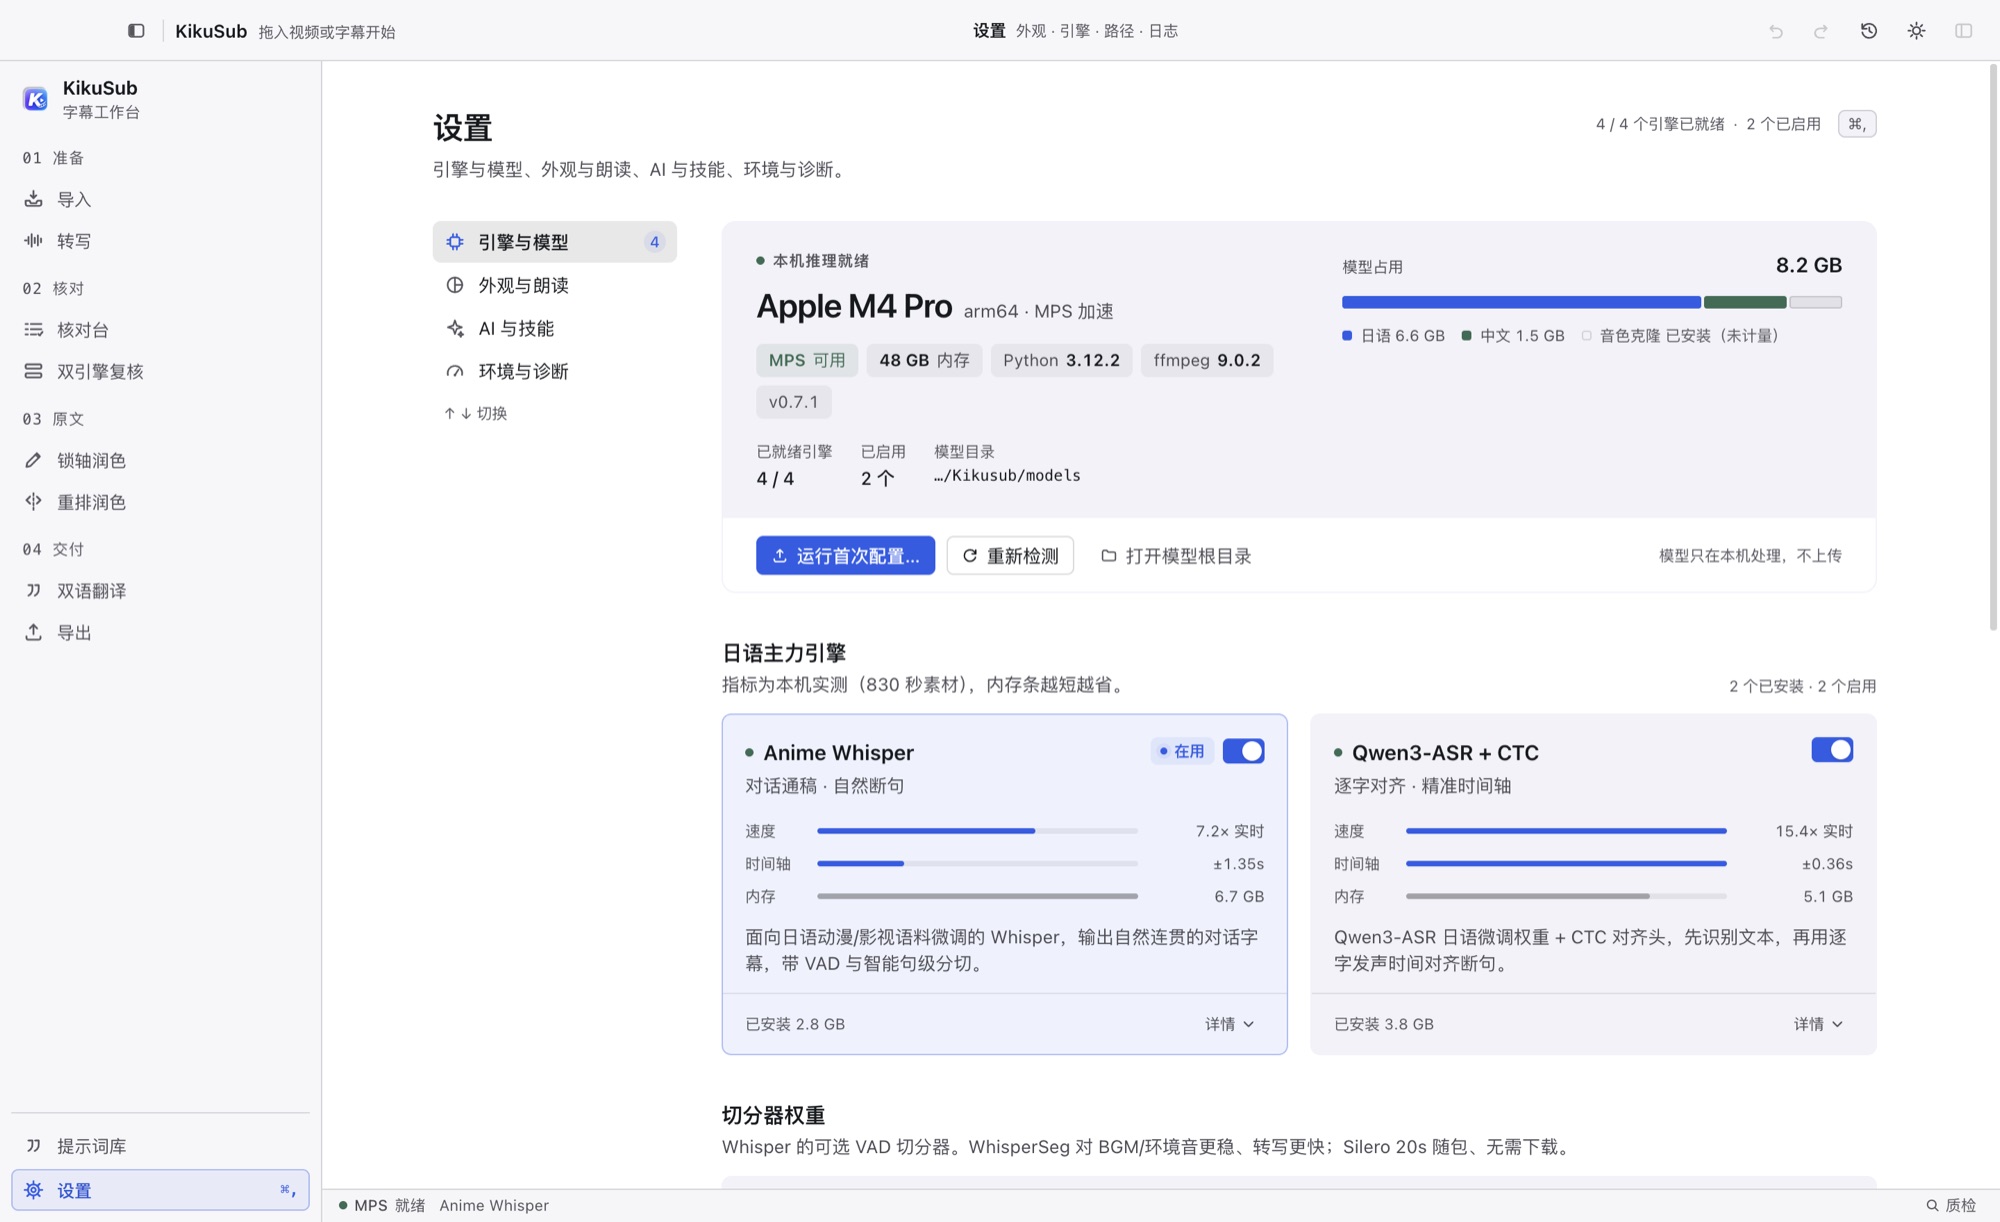 KikuSub 拖入视频或字幕开始
设置 外观 · 引擎 · 路径 · 日志
KikuSub
字幕工作台
01 准备
导入
转写
02 核对
核对台
双引擎复核
03 原文
锁轴润色
重排润色
04 交付
双语翻译
导出
提示词库
设置 ⌘,
设置
引擎与模型、外观与朗读、AI 与技能、环境与诊断。
4 / 4 个引擎已就绪 · 2 个已启用 ⌘,
引擎与模型 4
外观与朗读
AI 与技能
环境与诊断
↑ ↓ 切换
本机推理就绪
Apple M4 Pro arm64 · MPS 加速
MPS 可用 48 GB 内存 Python 3.12.2 ffmpeg 9.0.2
v0.7.1
已就绪引擎 已启用 模型目录
4 / 4 2 个 …/Kikusub/models
模型占用 8.2 GB
日语 6.6 GB 中文 1.5 GB 音色克隆 已安装（未计量）
运行首次配置... 重新检测 打开模型根目录 模型只在本机处理，不上传
日语主力引擎
指标为本机实测（830 秒素材），内存条越短越省。
2 个已安装 · 2 个启用
Anime Whisper 在用
对话通稿 · 自然断句
速度 7.2× 实时
时间轴 ±1.35s
内存 6.7 GB
面向日语动漫/影视语料微调的 Whisper，输出自然连贯的对话字
幕，带 VAD 与智能句级分切。
已安装 2.8 GB 详情
Qwen3-ASR + CTC
逐字对齐 · 精准时间轴
速度 15.4× 实时
时间轴 ±0.36s
内存 5.1 GB
Qwen3-ASR 日语微调权重 + CTC 对齐头，先识别文本，再用逐
字发声时间对齐断句。
已安装 3.8 GB 详情
切分器权重
Whisper 的可选 VAD 切分器。WhisperSeg 对 BGM/环境音更稳、转写更快；Silero 20s 随包、无需下载。
MPS 就绪 Anime Whisper
质检